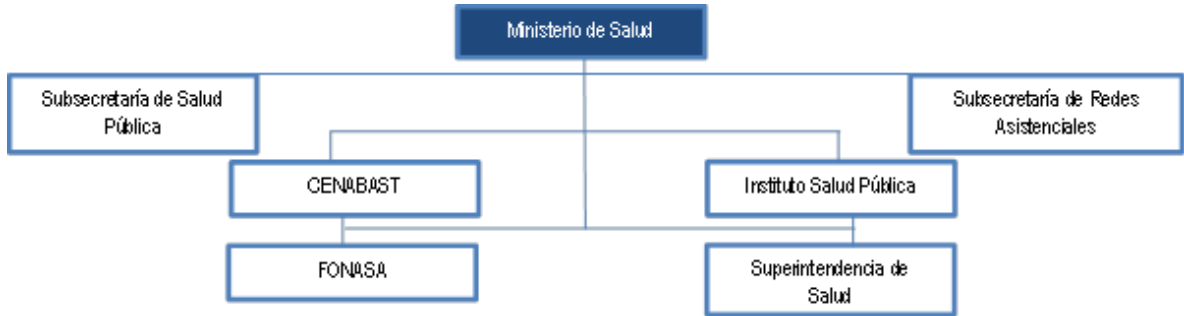 Ministerio de Salud
Subsecretaría de Salud
Pública
Subsecretaría de Redes
Asistenciales
CENABAST
Instituto Salud Pública
FONASA
Superintendencia de
Salud